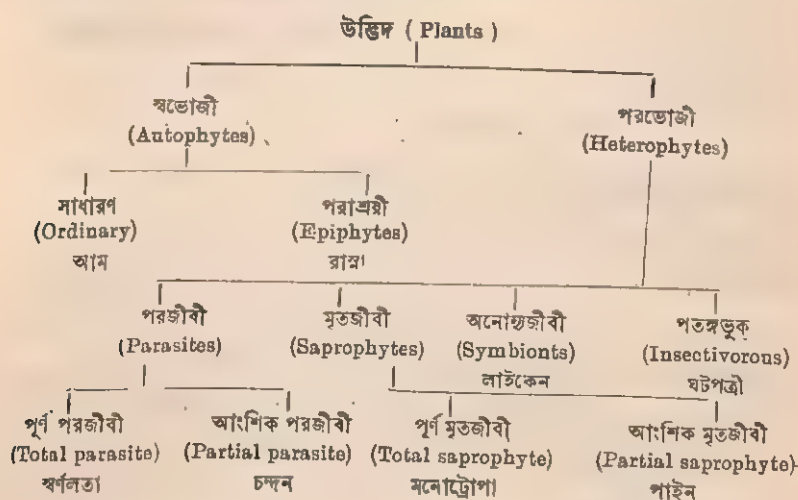 উদ্ভিদ ( Plants )
স্বভোজী পরভোজী
(Autophytes) (Heterophytes)
সাধারণ পরাশ্রয়ী
(Ordinary) (Epiphytes)
আম রাস্না
পরজীবী মৃতজীবী অনোন্যজীবী পতঙ্গভুক্
(Parasites) (Saprophytes) (Symbionts) (Insectivorons)
লাইকেন ঘটপত্রী
পূর্ণ পরজীবী আংশিক পরজীবী পূর্ণ মৃতজীবী আংশিক মৃতজীবী
(Total parasite) (Partial parasite) (Total saprophyte) (Partial saprophyte)
স্বর্ণলতা চন্দন মনোট্রোপা পাইন